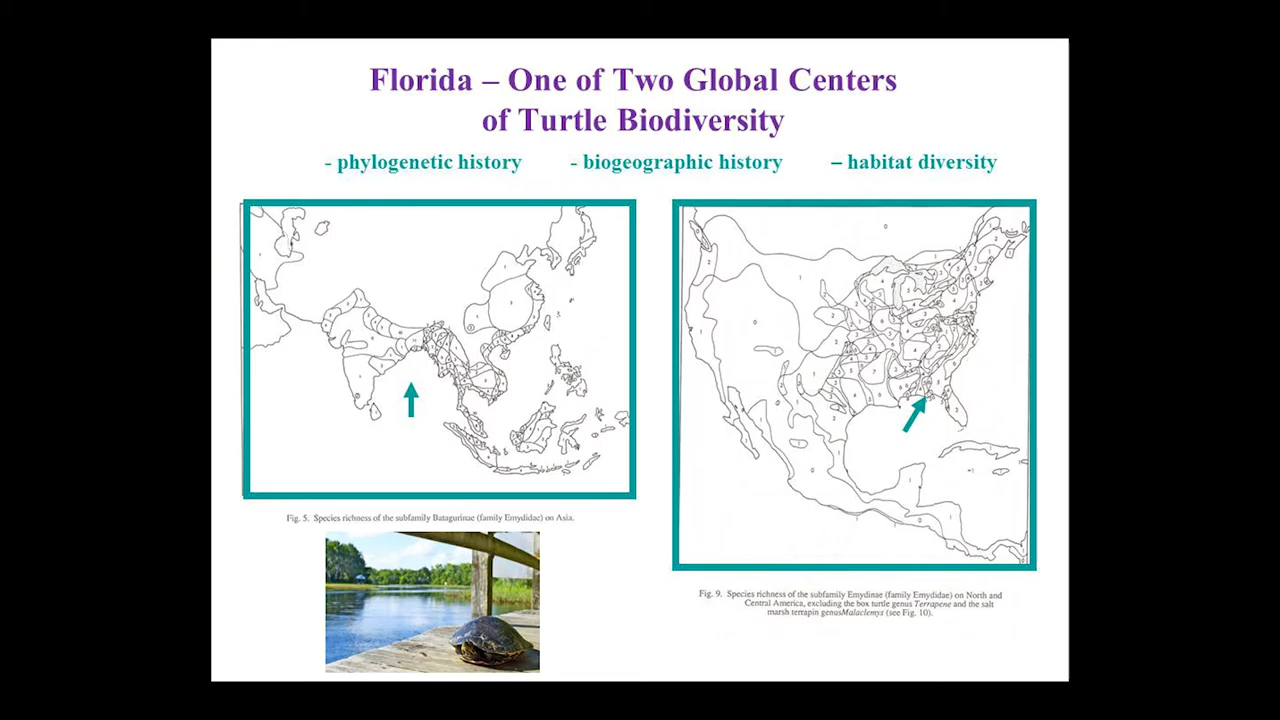 Florida – One of Two Global Centers
of Turtle Biodiversity
- phylogenetic history - biogeographic history – habitat diversity
Fig. 5. Species richness of the subfamily Batagurinae (family Emydidae) on Asia.
Fig. 9. Species richness of the subfamily Emydinae (family Emydidae) on North and
Central America, excluding the box turtle genus Terrapene and the salt
marsh terrapin genusMalaclemys (see Fig. 10).